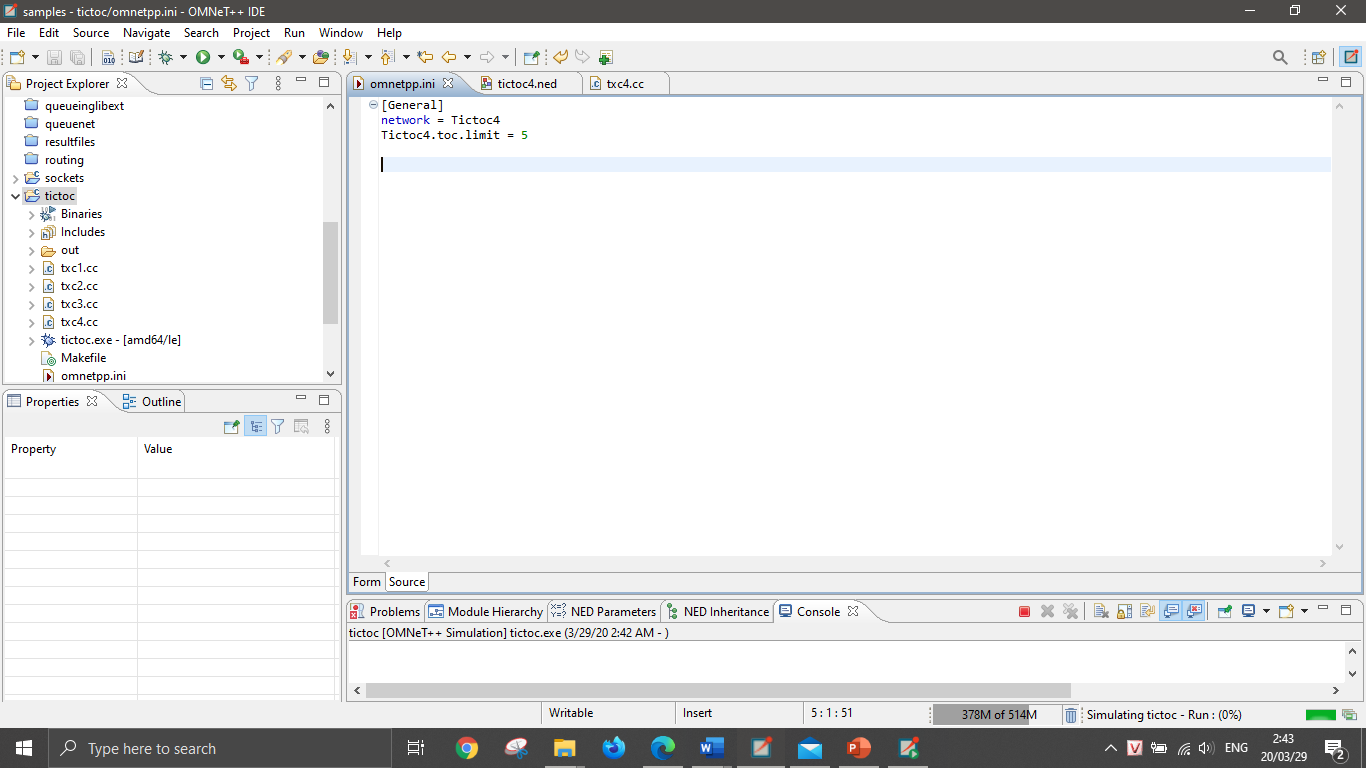 samples - tictoc/omnetpp.ini - OMNeT++ IDE
File Edit Source Navigate Search Project Run Window Help
Project Explorer
queueinglibext
queuenet
resultfiles
routing
sockets
tictoc
Binaries
Includes
out
txc1.cc
txc2.cc
txc3.cc
txc4.cc
tictoc.exe - [amd64/le]
Makefile
omnetpp.ini
omnetpp.ini tictoc4.ned txc4.cc
[General]
network = Tictoc4
Tictoc4.toc.limit = 5
Form Source
Properties Outline
Property Value
Problems Module Hierarchy NED Parameters NED Inheritance Console
tictoc [OMNeT++ Simulation] tictoc.exe (3/29/20 2:42 AM - )
Writable Insert 5 : 1 : 51 378M of 514M Simulating tictoc - Run : (0%)
Type here to search
ENG
2:43
20/03/29
2